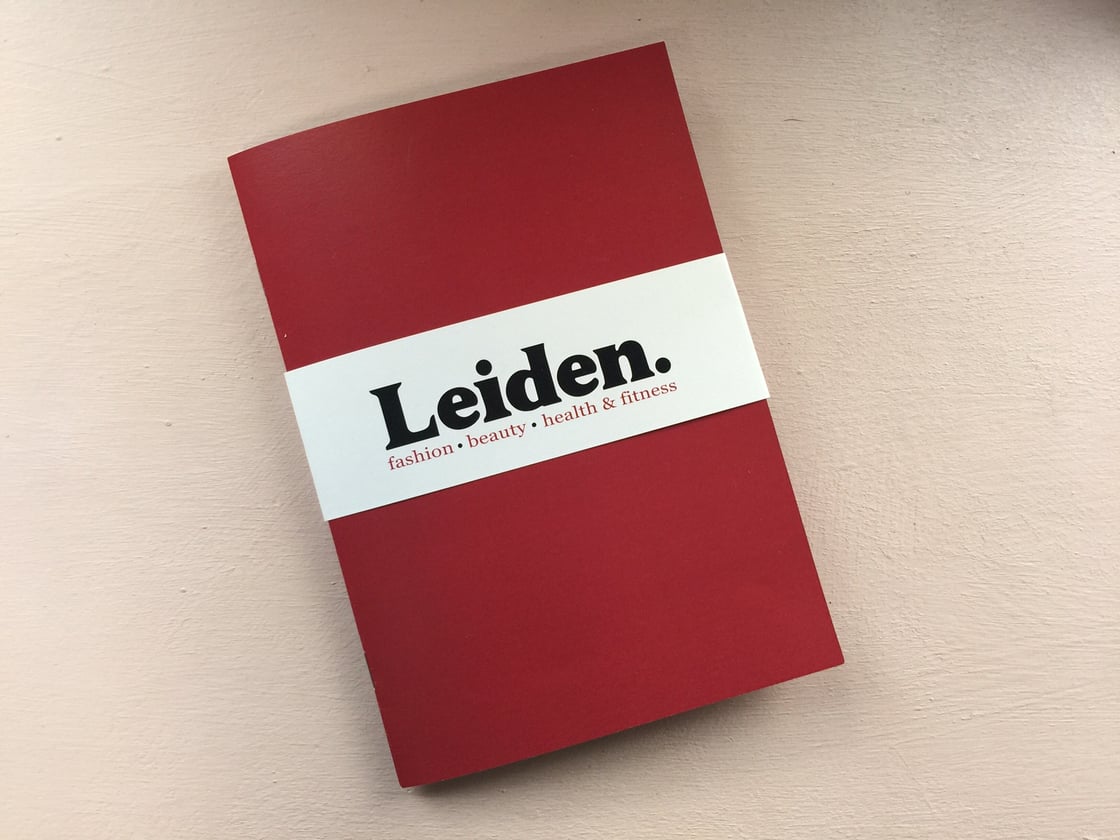 Leiden.
fashion • beauty • health & fitness